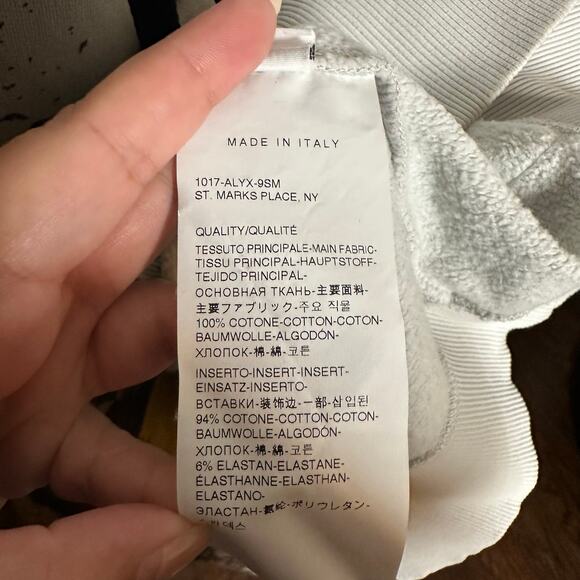 MADE IN ITALY
1017-ALYX-9SM
ST. MARKS PLACE, NY
QUALITY/QUALITÉ
TESSUTO PRINCIPALE-MAIN FABRIC-
TISSU PRINCIPAL-HAUPTSTOFF-
TEJIDO PRINCIPAL-
ОСНОВНАЯ ТКАНЬ-主要面料-
主要ファブリック-주요 직물
100% COTONE-COTTON-COTON-
BAUMWOLLE-ALGODÓN-
ХЛОПОК-棉-綿-코튼
INSERTO-INSERT-INSERT-
EINSATZ-INSERTO-
ВСТАВКИ-装饰边-一部-삽입된
94% COTONE-COTTON-COTON-
BAUMWOLLE-ALGODÓN-
ХЛОПОК-棉-綿-코튼
6% ELASTAN-ELASTANE-
ÉLASTHANNE-ELASTHAN-
ELASTANO-
ЭЛАСТАН-氨纶-ポリウレタン-